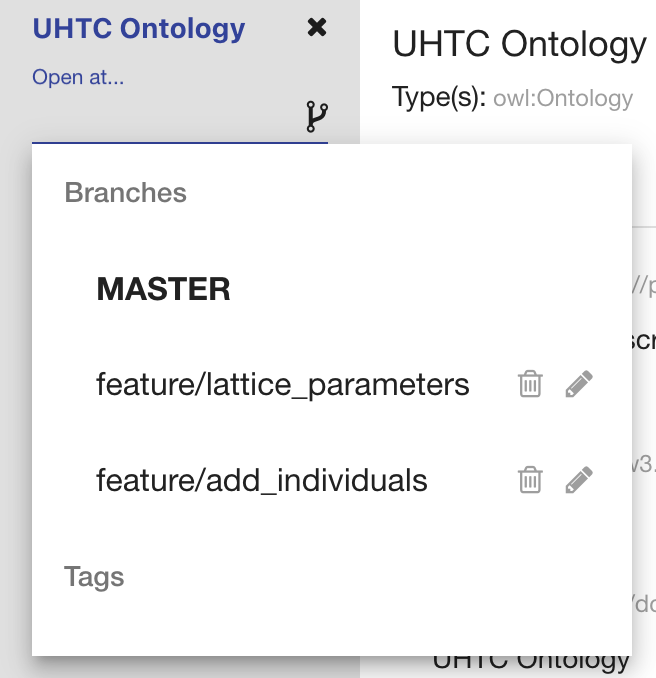 UHTC Ontology
Open at...
UHTC Ontology
Type(s): owl:Ontology
Branches
MASTER
feature/lattice_parameters
feature/add_individuals
Tags
//p
scr
w3.
/do
UHTC Ontology